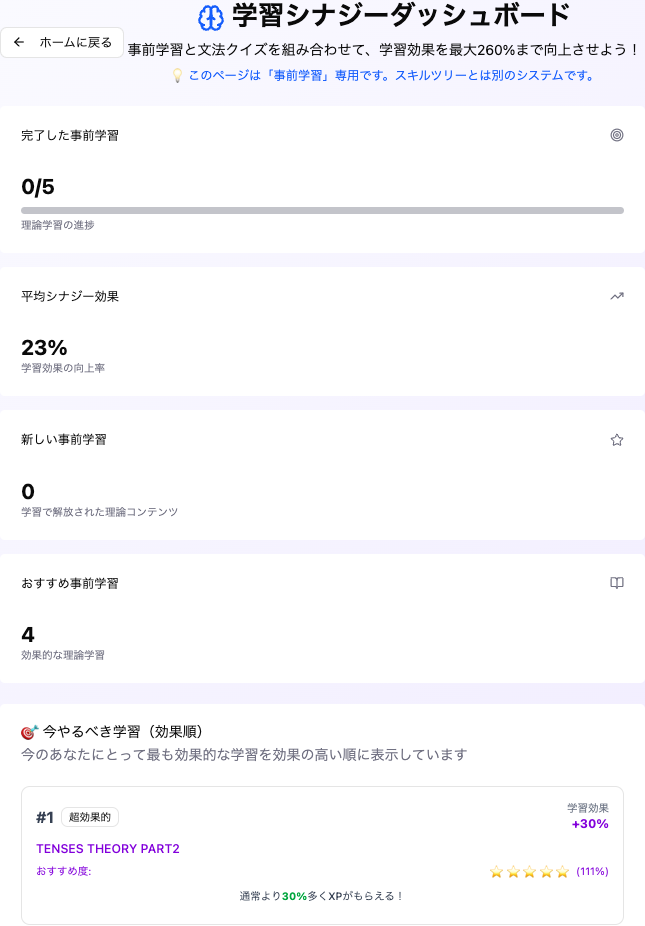 学習シナジーダッシュボード
← ホームに戻る
事前学習と文法クイズを組み合わせて、学習効果を最大260%まで向上させよう！
💡 このページは「事前学習」専用です。スキルツリーとは別のシステムです。
完了した事前学習
0/5
理論学習の進捗
平均シナジー効果
23%
学習効果の向上率
新しい事前学習
0
学習で解放された理論コンテンツ
おすすめ事前学習
4
効果的な理論学習
🎯 今やるべき学習（効果順）
今のあなたにとって最も効果的な学習を効果の高い順に表示しています
#1 超効果的
学習効果
+30%
TENSES THEORY PART2
おすすめ度: ⭐⭐⭐⭐⭐ (111%)
通常より30%多くXPがもらえる！